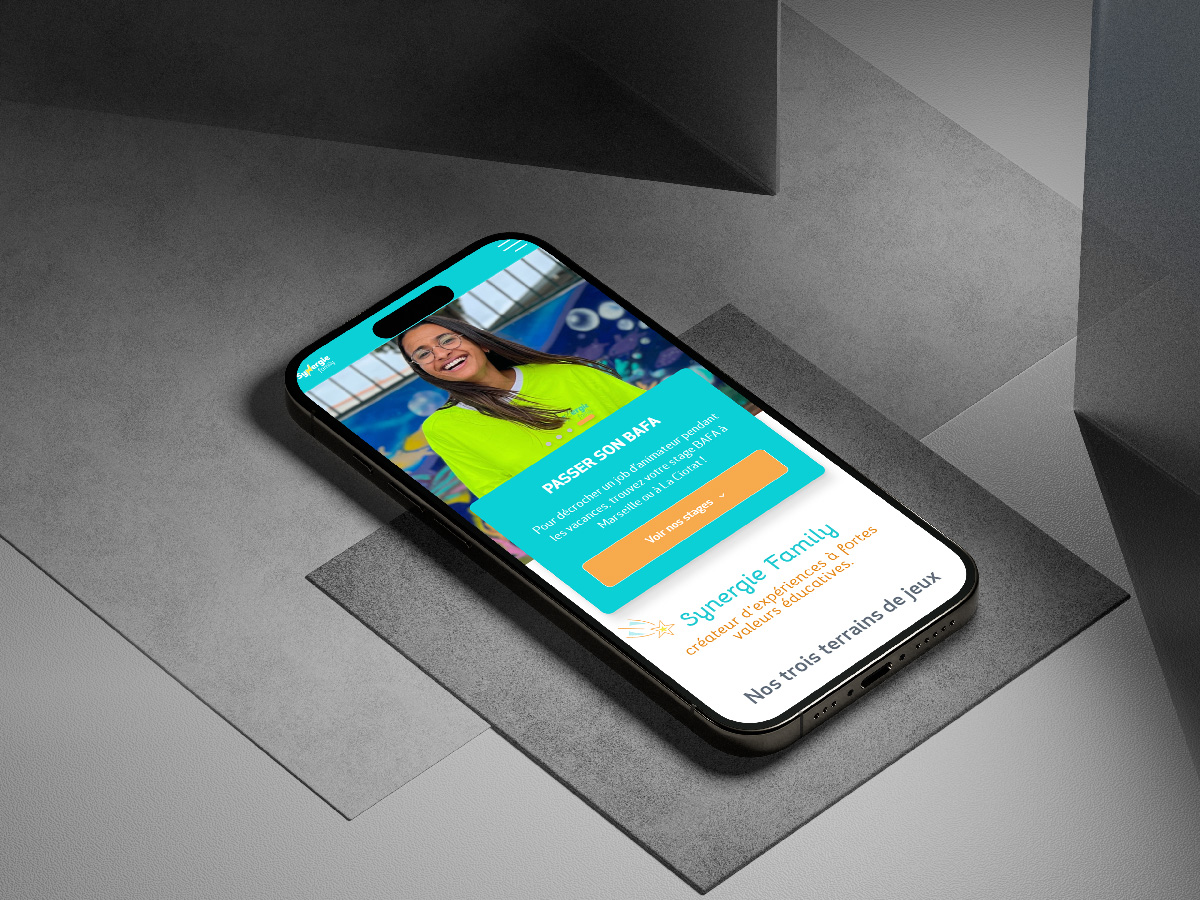 Synergie
Family
PASSER SON BAFA
Pour décrocher un job d'animateur pendant
les vacances, trouvez votre stage BAFA à
Marseille ou à La Ciotat !
Voir nos stages
Synergie Family
créateur d'expériences à fortes
valeurs éducatives.
Nos trois terrains de jeux